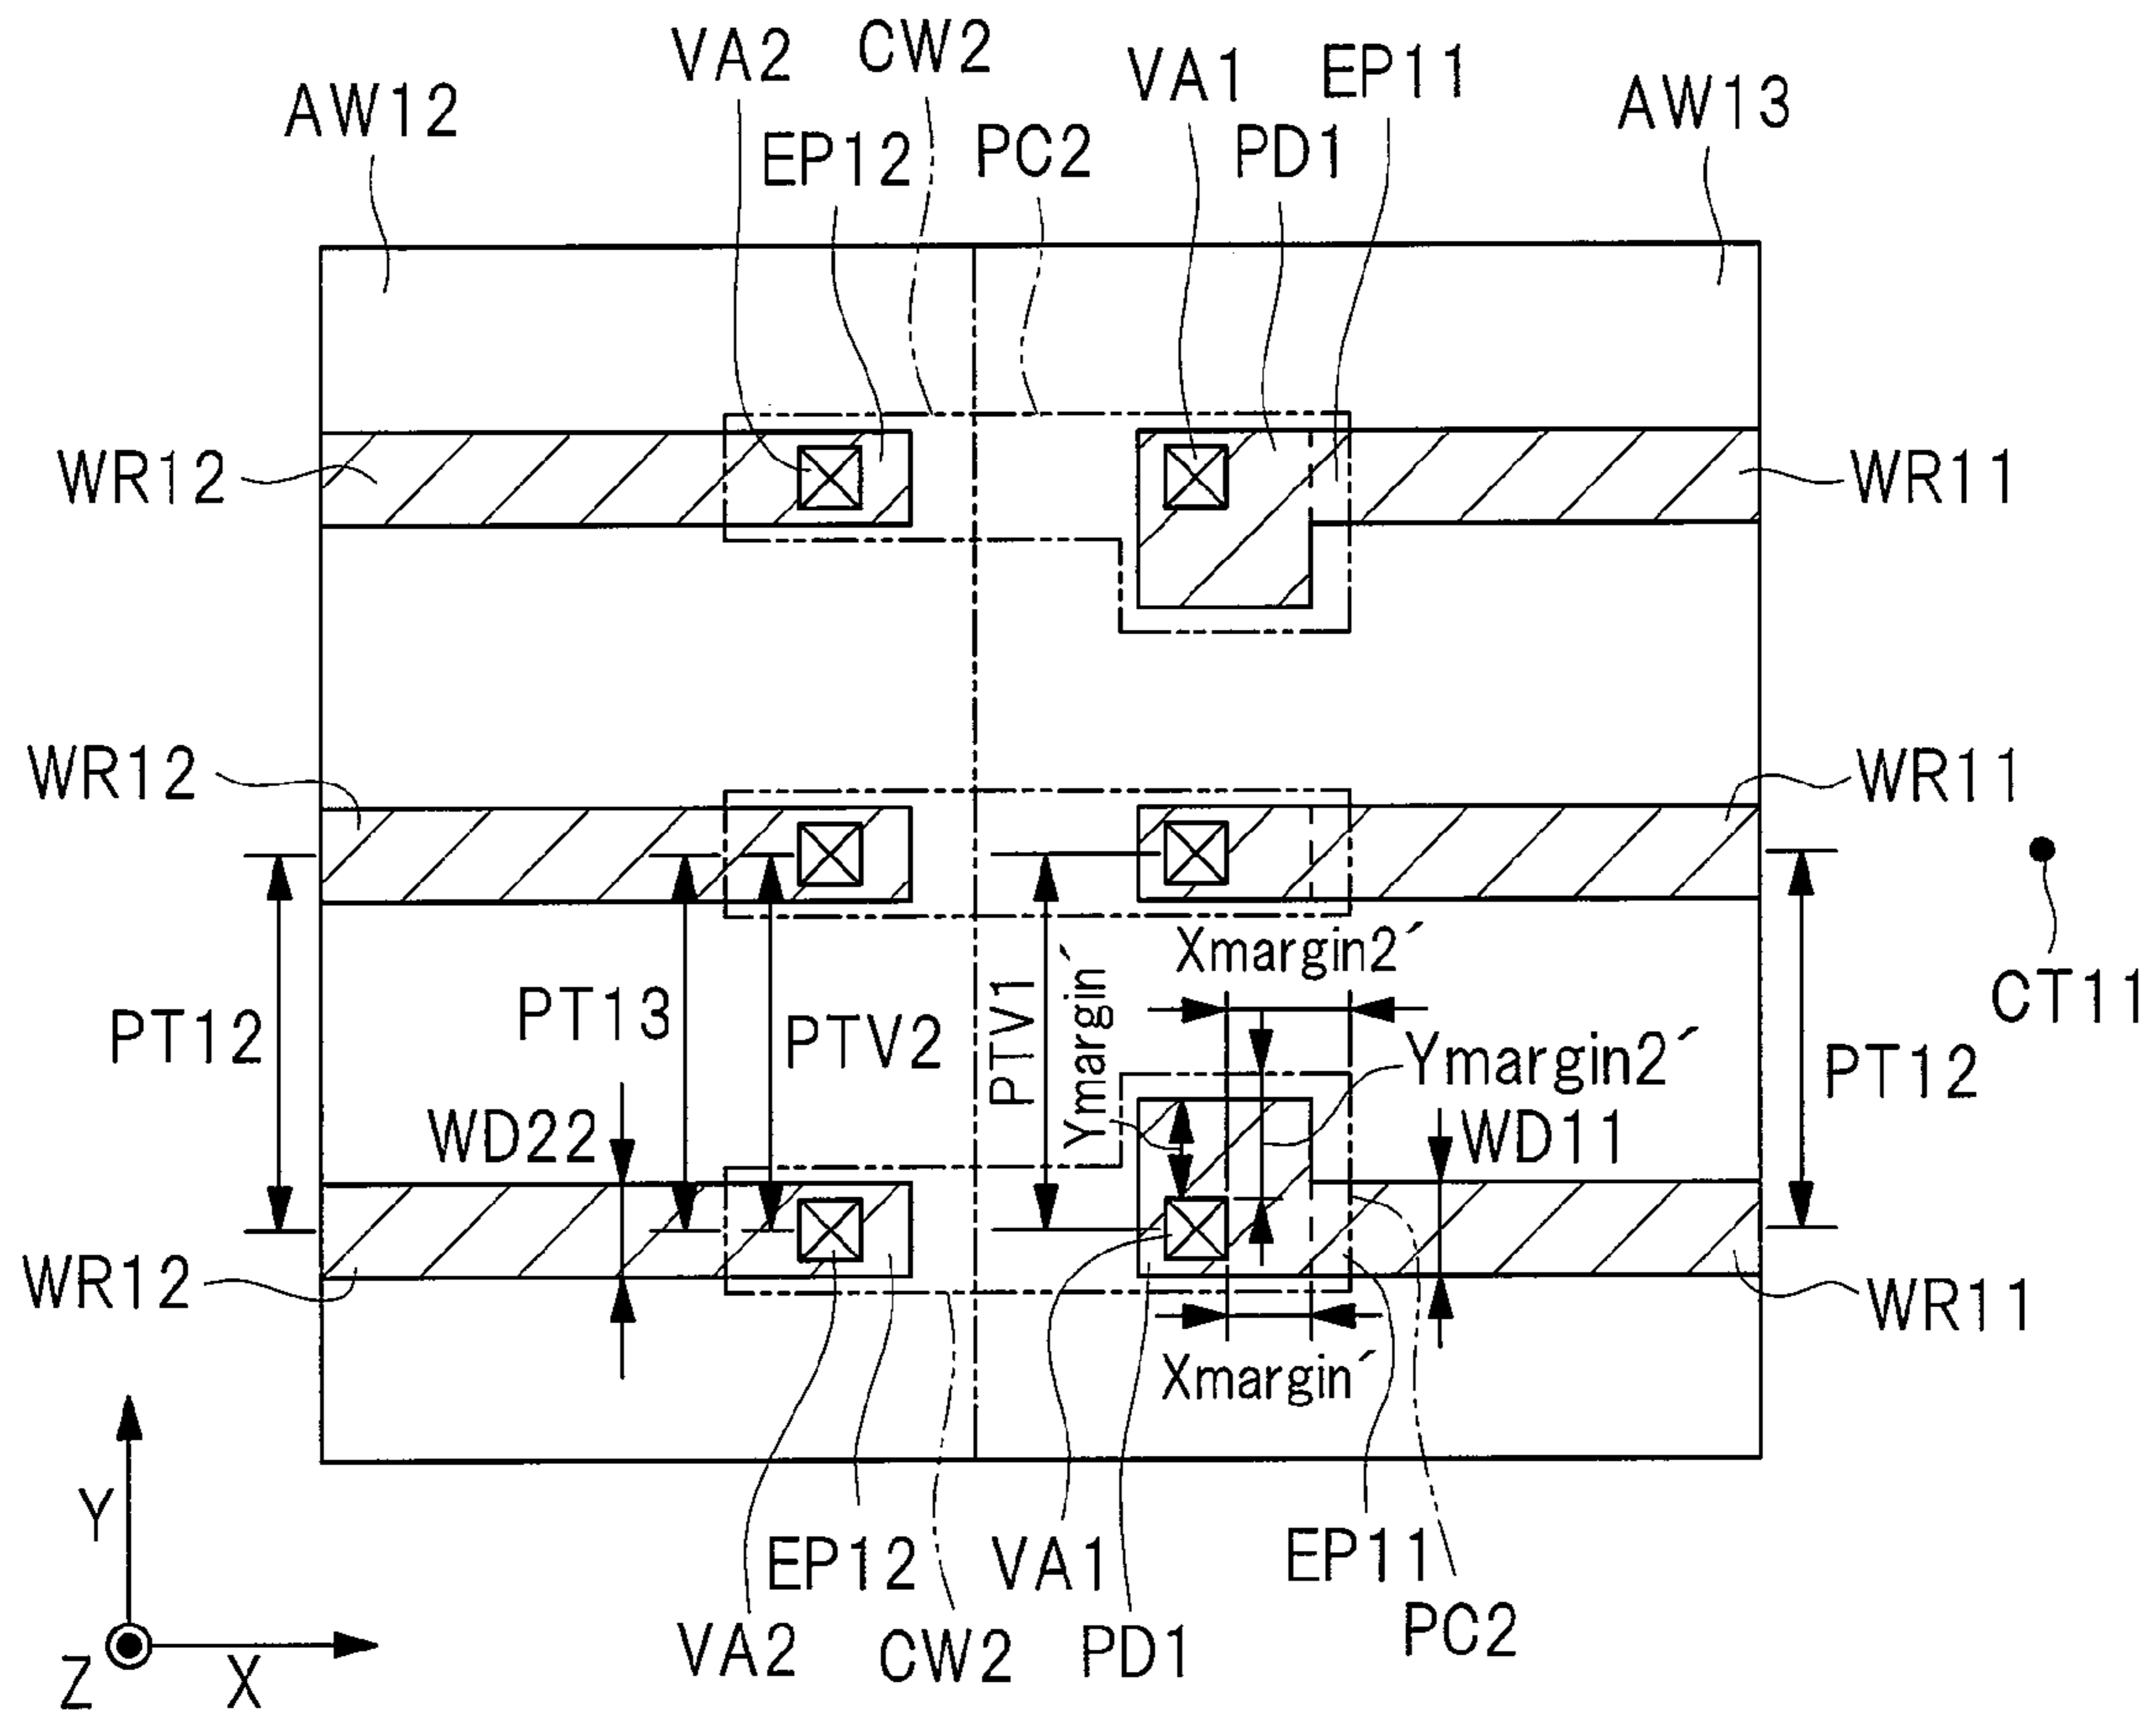 VA2 CW2 VA1 EP11
AW12 EP12 PC2 PD1 AW13
WR12 WR11
WR12 WR11
Xmargin2´
PT12 PT13 PTV2 PTV1 Ymargin´ Ymargin2´ PT12 CT11
WD22 WD11
WR12 WR11
Xmargin´
Y EP12 VA1 EP11
VA2 CW2 PD1 PC2
Z X